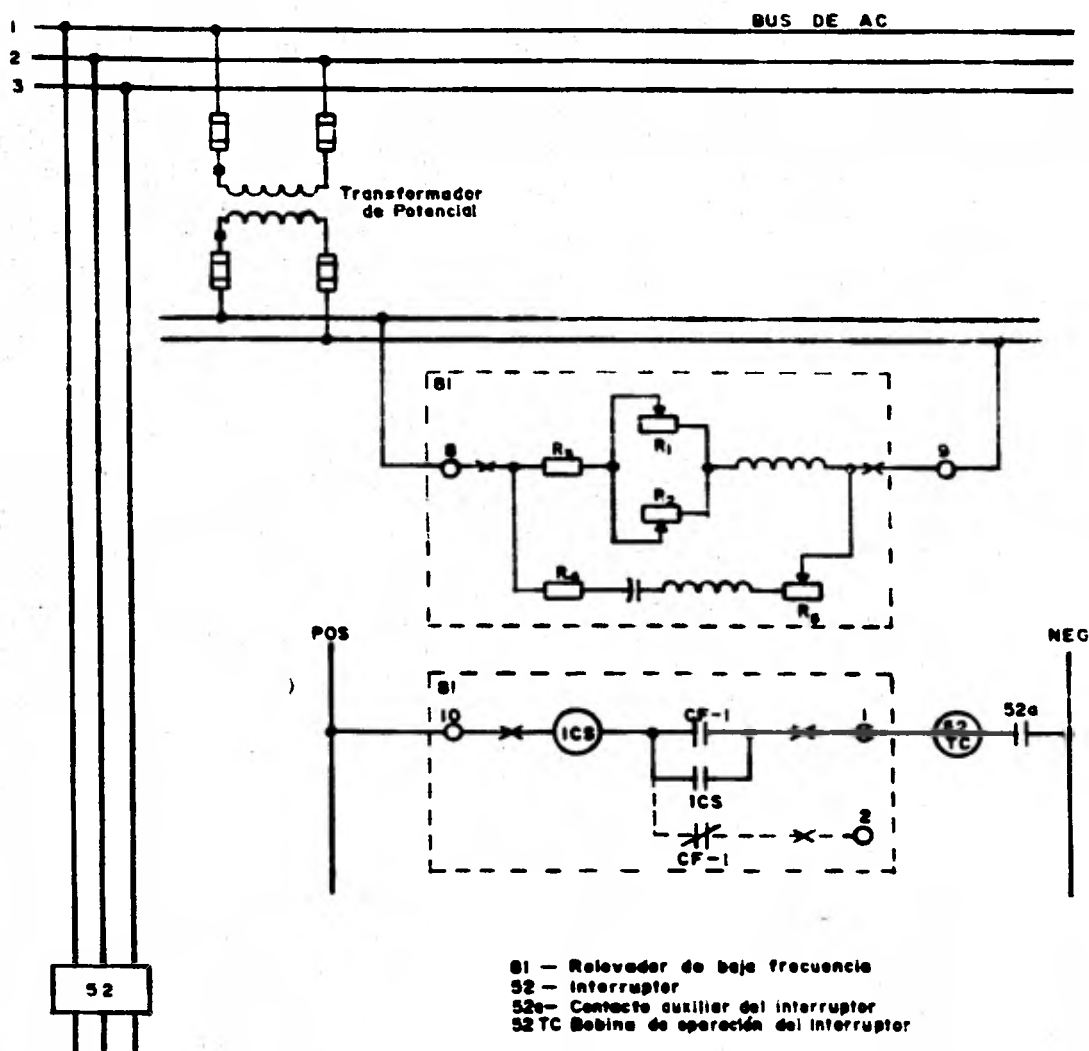 BUS DE AC
1
2
3
Transformador
de Potencial
81
8
R3
R1
R2
9
R4
R5
POS
NEG
81
10
ICS
CF-1
1
52
TC
52a
ICS
2
CF-1
52
81 — Relevador de baja frecuencia
52 — Interruptor
52a— Contacto auxiliar del interruptor
52 TC Bobina de operación del interruptor